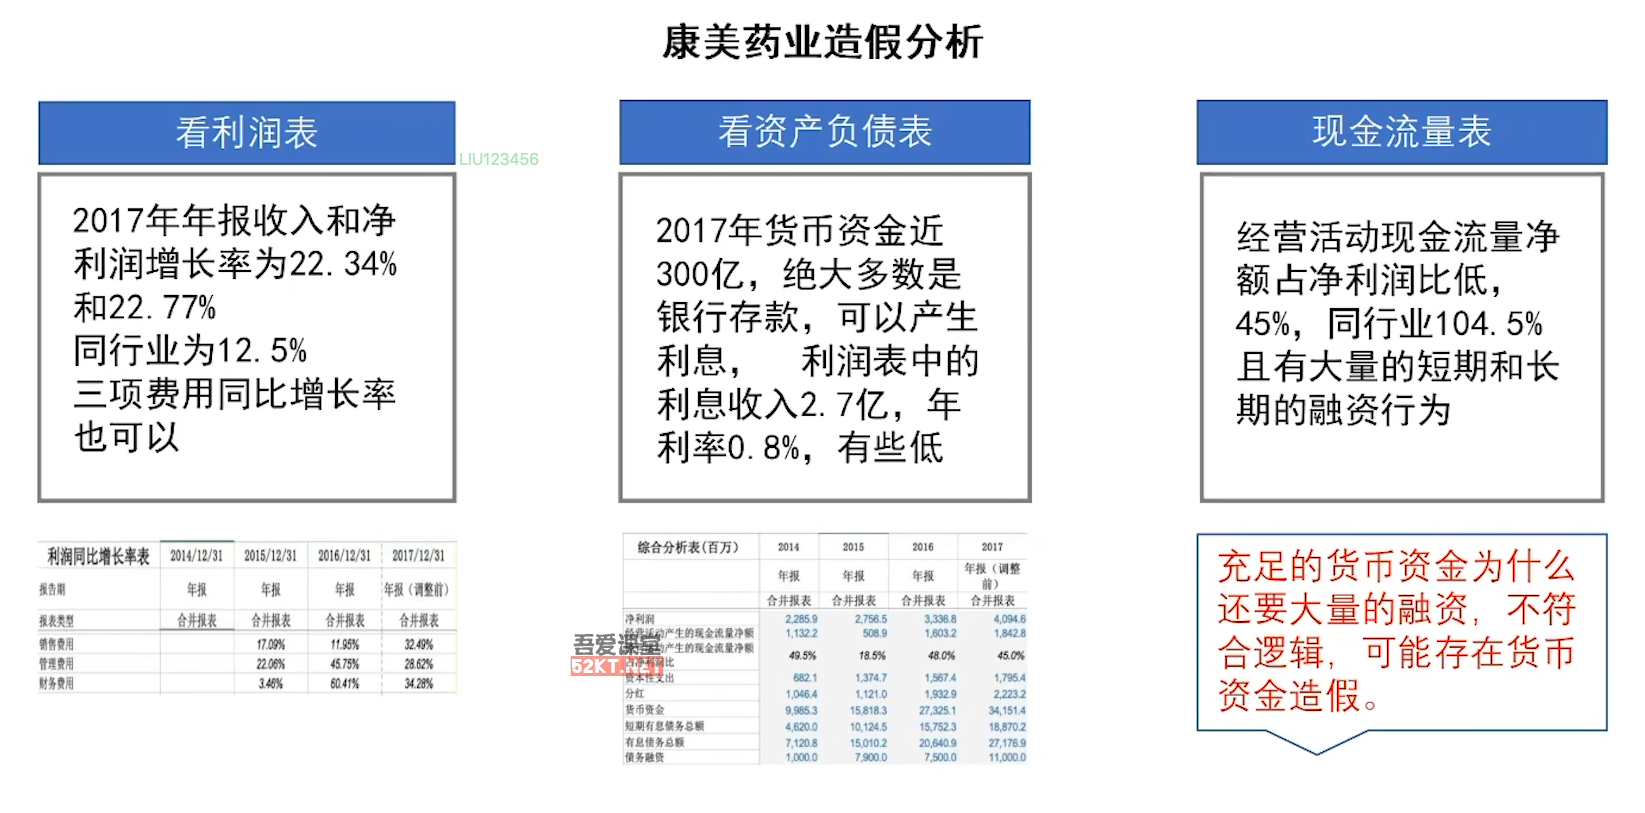 康美药业造假分析
看利润表
LIU123456
2017年年报收入和净
利润增长率为22.34%
和22.77%
同行业为12.5%
三项费用同比增长率
也可以
看资产负债表
2017年货币资金近
300亿，绝大多数是
银行存款，可以产生
利息， 利润表中的
利息收入2.7亿，年
利率0.8%，有些低
现金流量表
经营活动现金流量净
额占净利润比低，
45%，同行业104.5%
且有大量的短期和长
期的融资行为
利润同比增长率表 2014/12/31 2015/12/31 2016/12/31 2017/12/31
报告期 年报 年报 年报 年报（调整前）
报表类型 合并报表 合并报表 合并报表 合并报表
销售费用 17.09% 11.95% 32.49%
管理费用 22.06% 45.75% 28.62%
财务费用 3.46% 60.41% 34.28%
综合分析表(百万） 2014 2015 2016 2017
年报 年报 年报 年报（调整
前）
合并报表 合并报表 合并报表 合并报表
净利润 2,285.9 2,756.5 3,336.8 4,094.6
经营活动产生的现金流量净额 1,132.2 508.9 1,603.2 1,842.8
产生的现金流量净额
占净利润比 49.5% 18.5% 48.0% 45.0%
资本性支出 682.1 1,374.7 1,567.4 1,795.4
分红 1,046.4 1,121.0 1,932.9 2,223.2
货币资金 9,985.3 15,818.3 27,325.1 34,151.4
短期有息债务总额 4,620.0 10,124.5 15,752.3 18,870.2
有息债务总额 7,120.8 15,010.2 20,640.9 27,176.9
债务融资 1,000.0 7,900.0 7,500.0 11,000.0
吾爱课堂
52KT.NET
充足的货币资金为什么
还要大量的融资，不符
合逻辑，可能存在货币
资金造假。